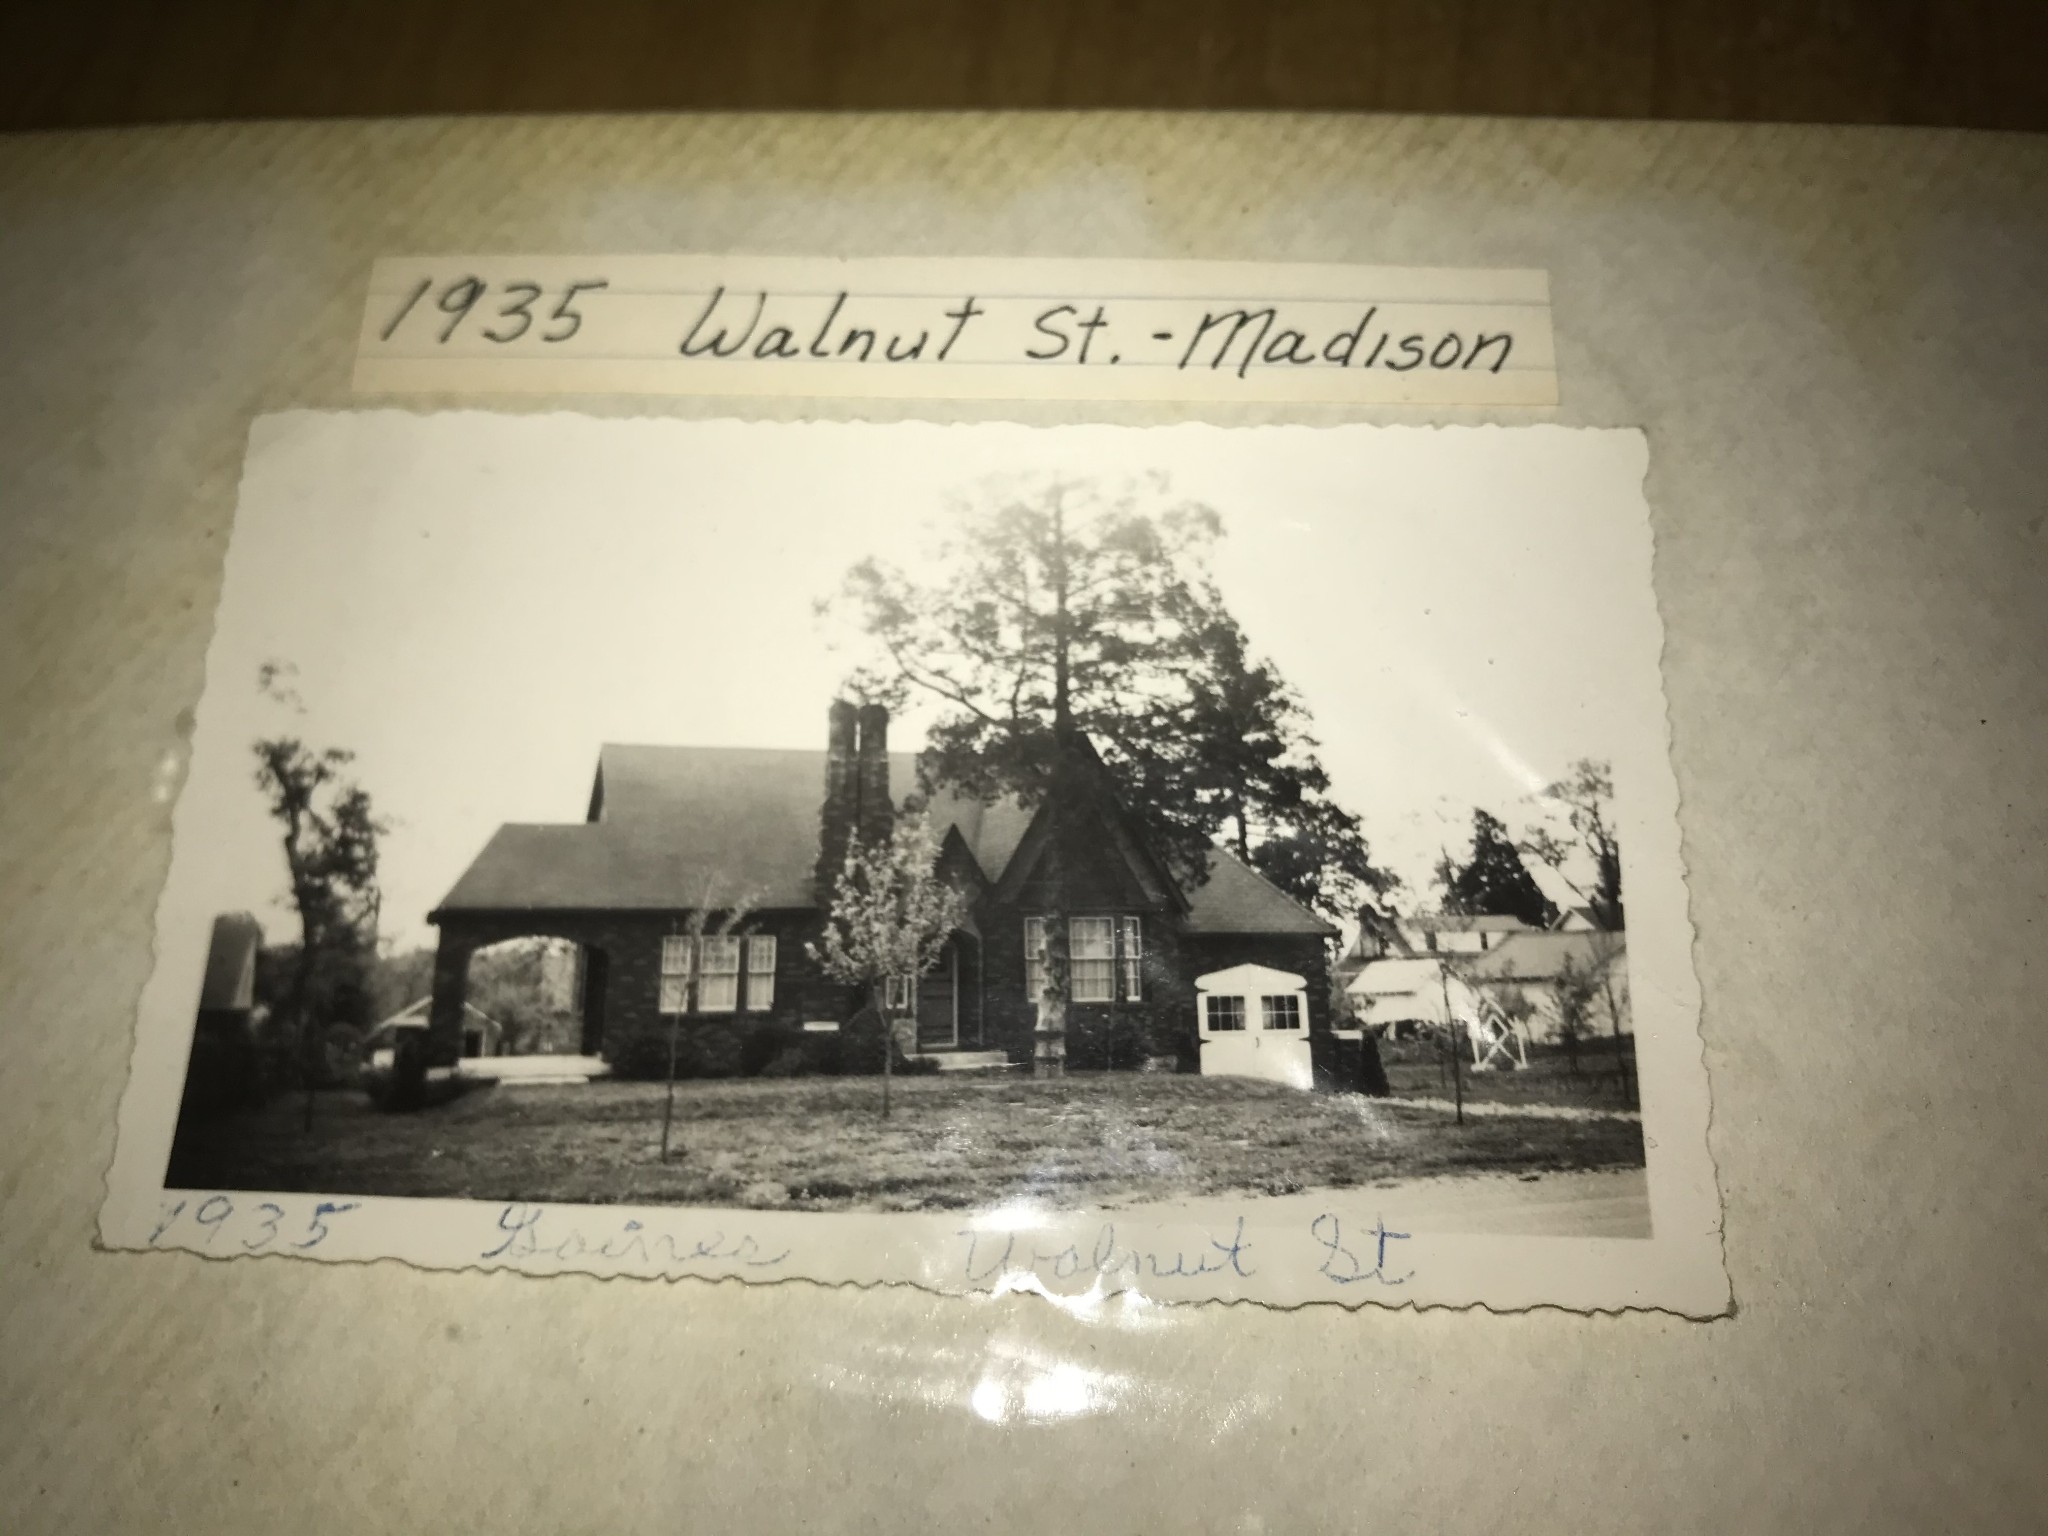 1935 Walnut St. - Madison
1935 Gaines Walnut St